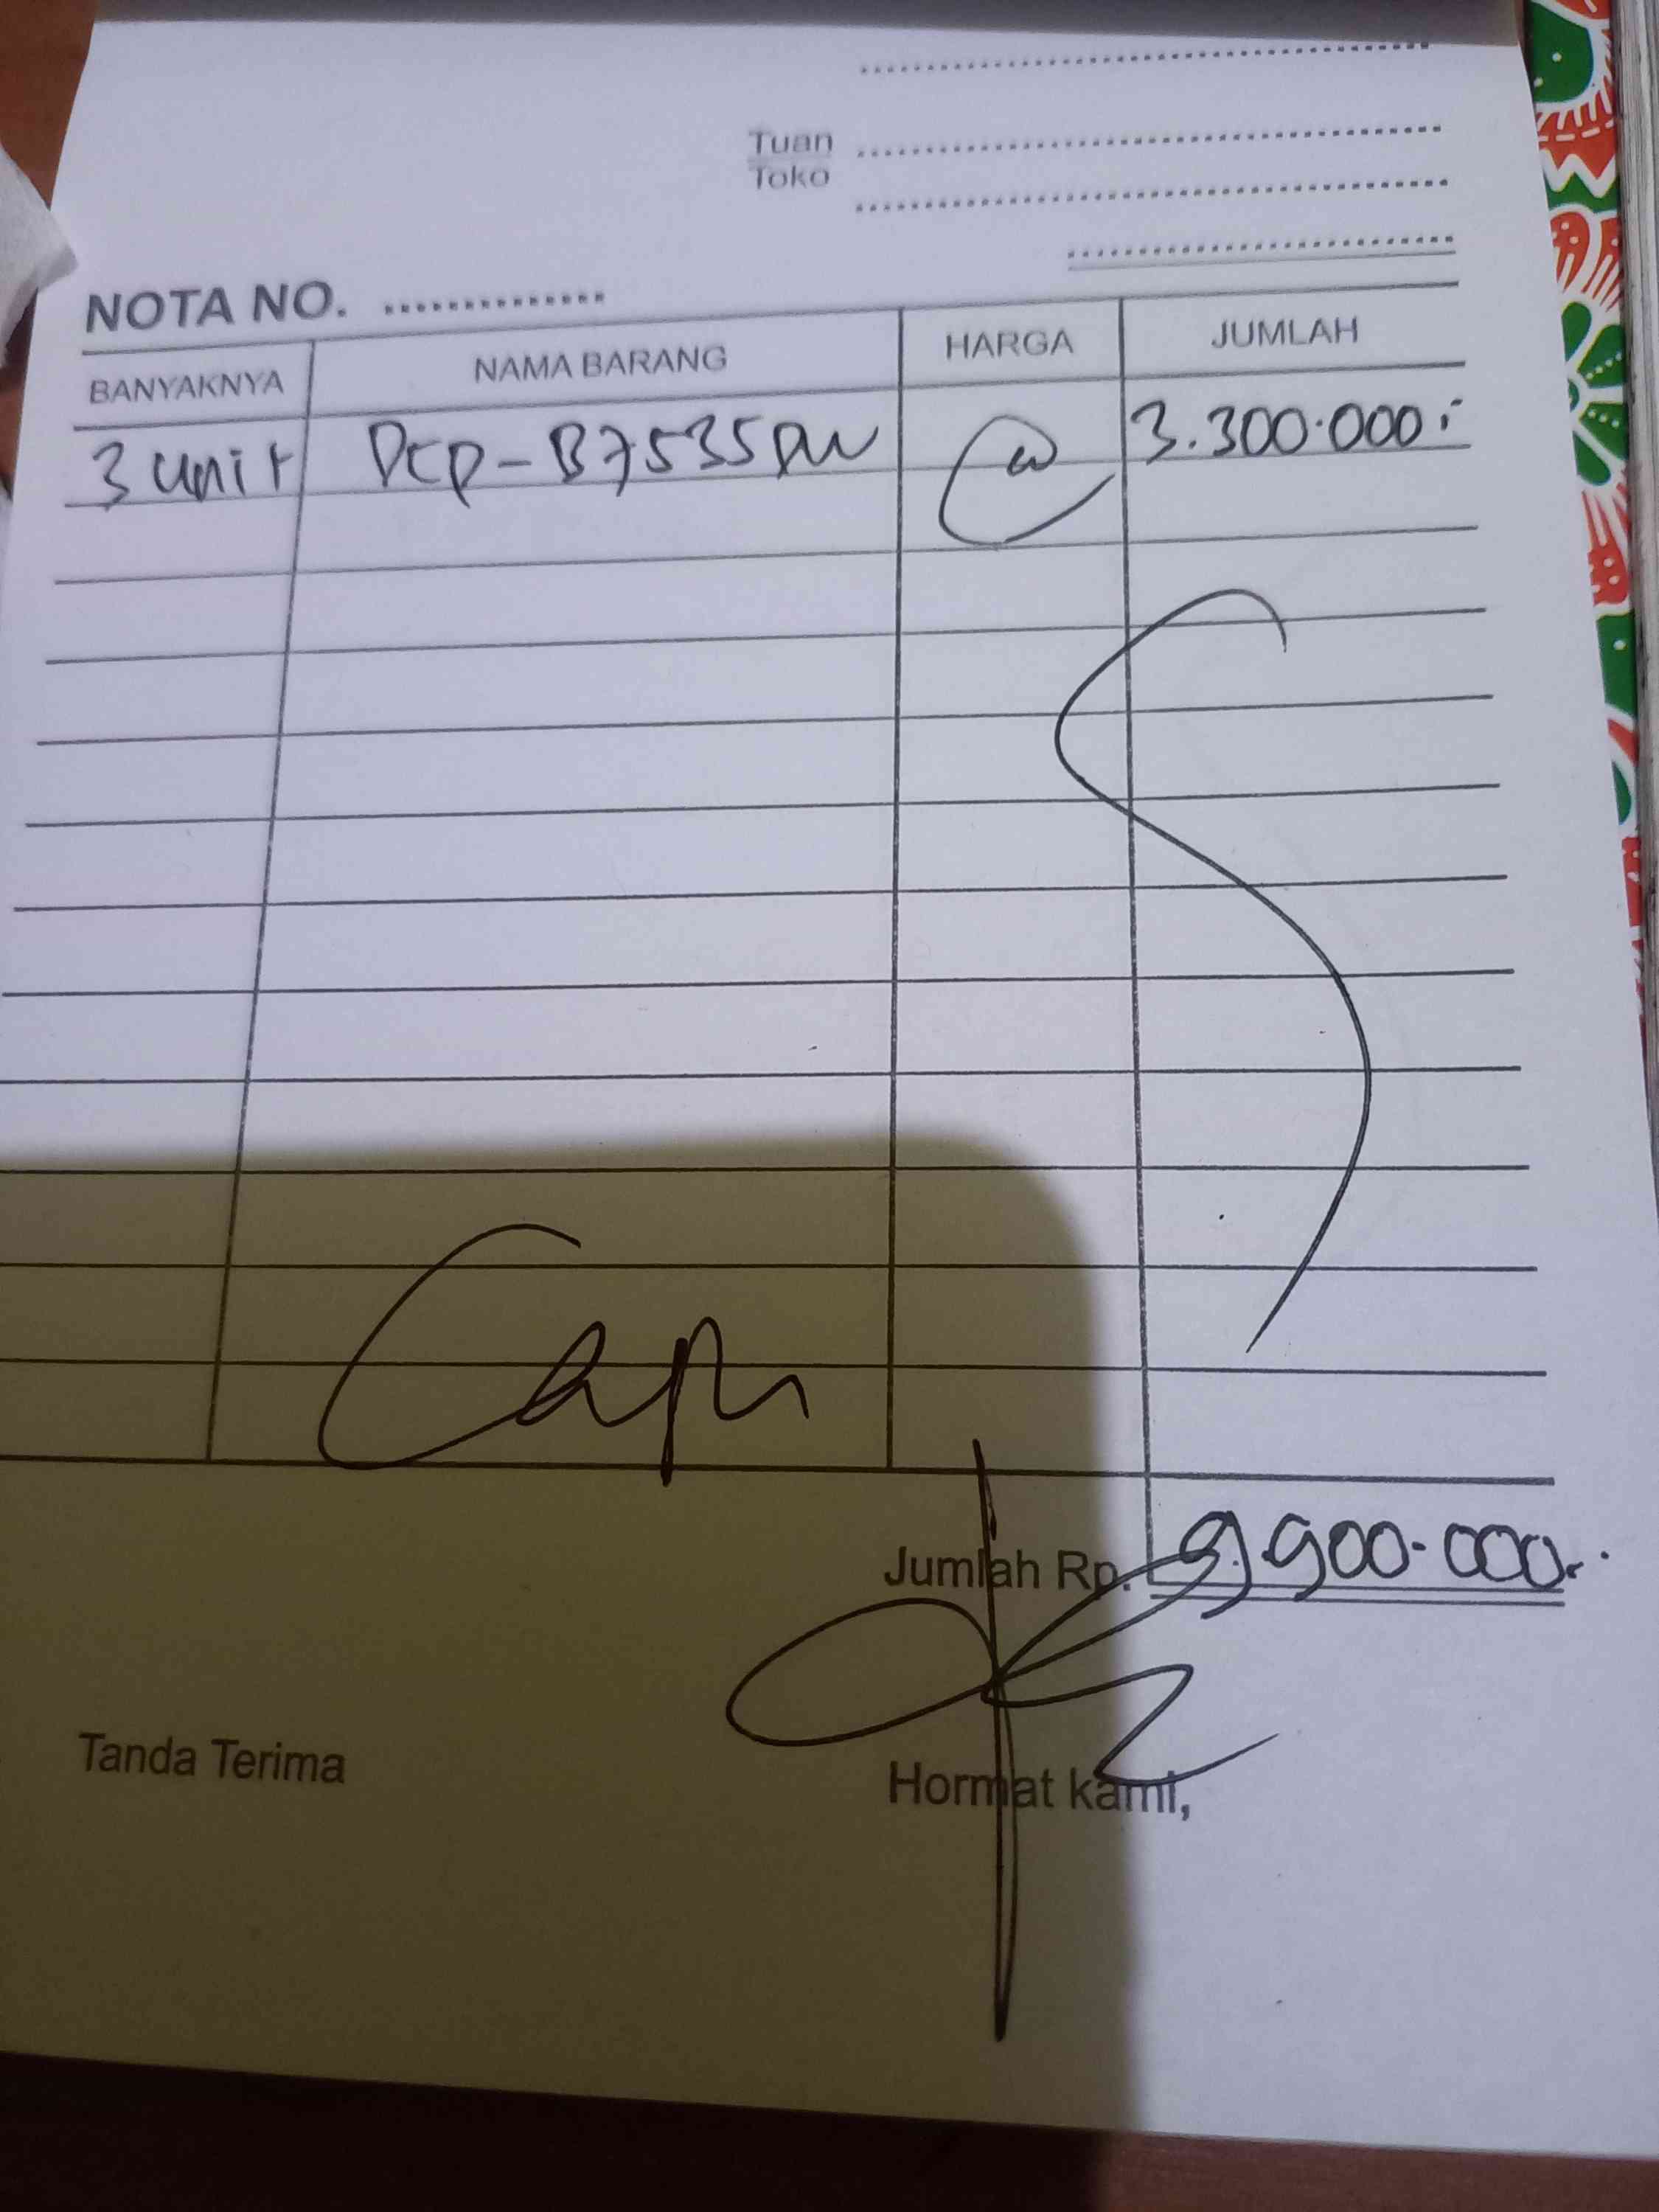 Tuan
Toko
NOTA NO. ..............
BANYAKNYA NAMA BARANG HARGA JUMLAH
3 unit DCP-B7535DW @ 3.300.000:
Jumlah Rp. 9.900.000.-
Tanda Terima
Hormat kami,